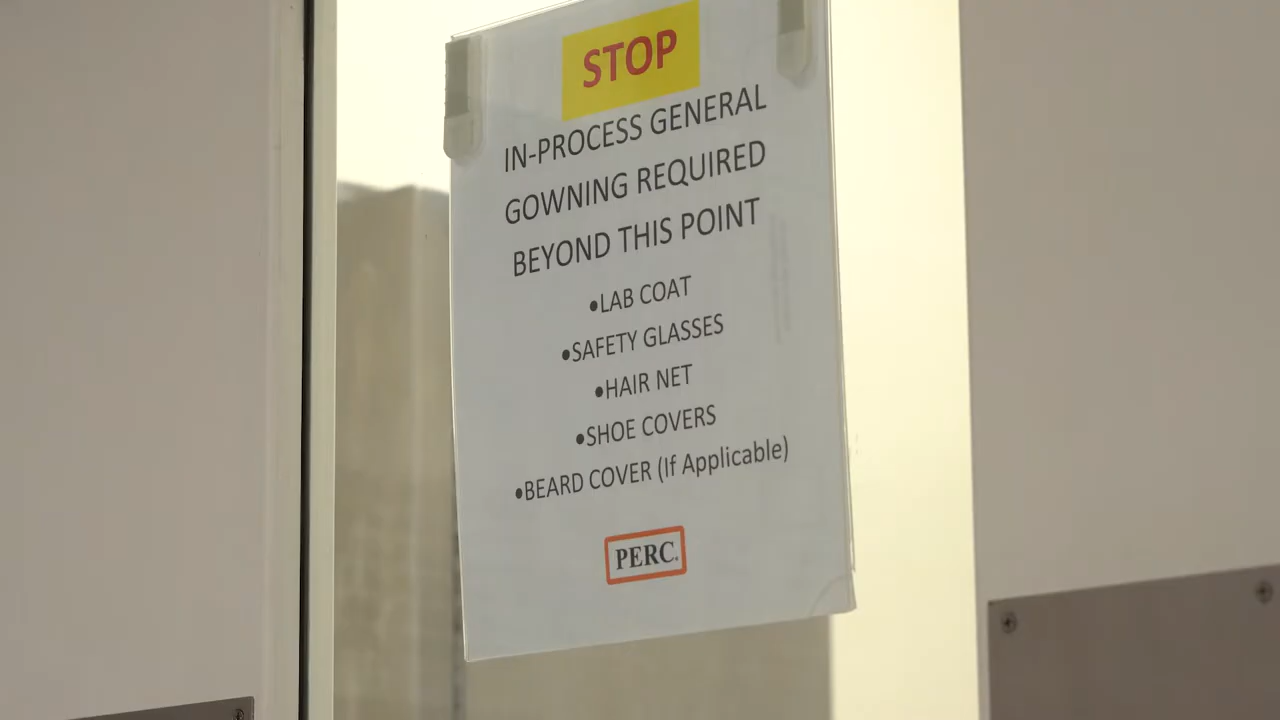 STOP
IN-PROCESS GENERAL
GOWNING REQUIRED
BEYOND THIS POINT
•LAB COAT
•SAFETY GLASSES
•HAIR NET
•SHOE COVERS
•BEARD COVER (If Applicable)
PERC.